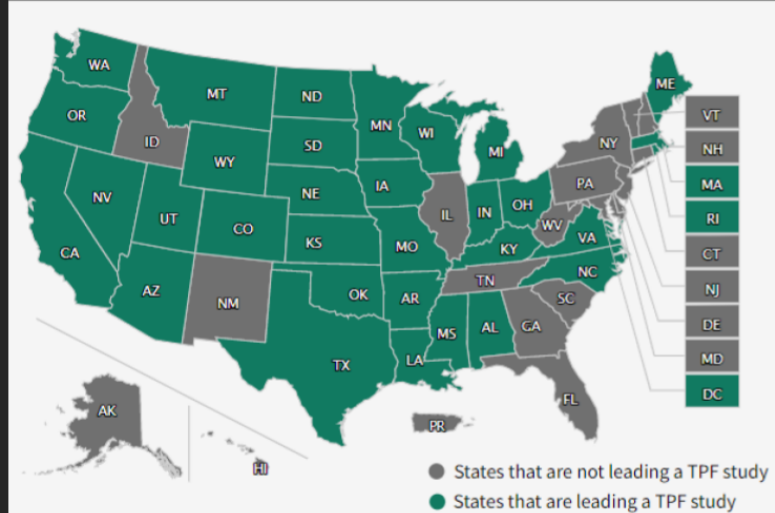 WA
MT
ND
MN
ME
OR
ID
SD
WI
MI
NY
VT
WY
NH
NV
NE
IA
PA
MA
UT
CO
IL
IN
OH
RI
CA
KS
MO
WV
VA
CT
KY
AZ
NM
OK
AR
TN
NC
NJ
SC
DE
TX
LA
MS
AL
GA
MD
FL
DC
AK
HI
PR
States that are not leading a TPF study
States that are leading a TPF study